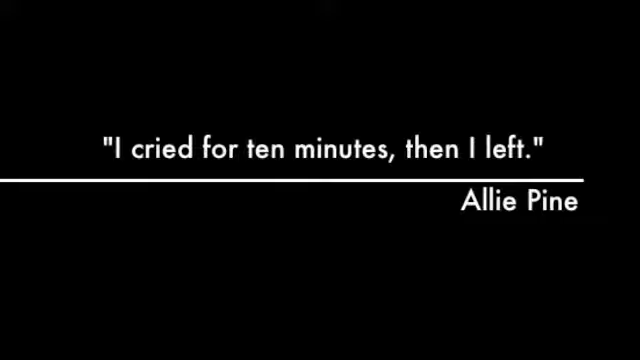 "I cried for ten minutes, then I left."
Allie Pine